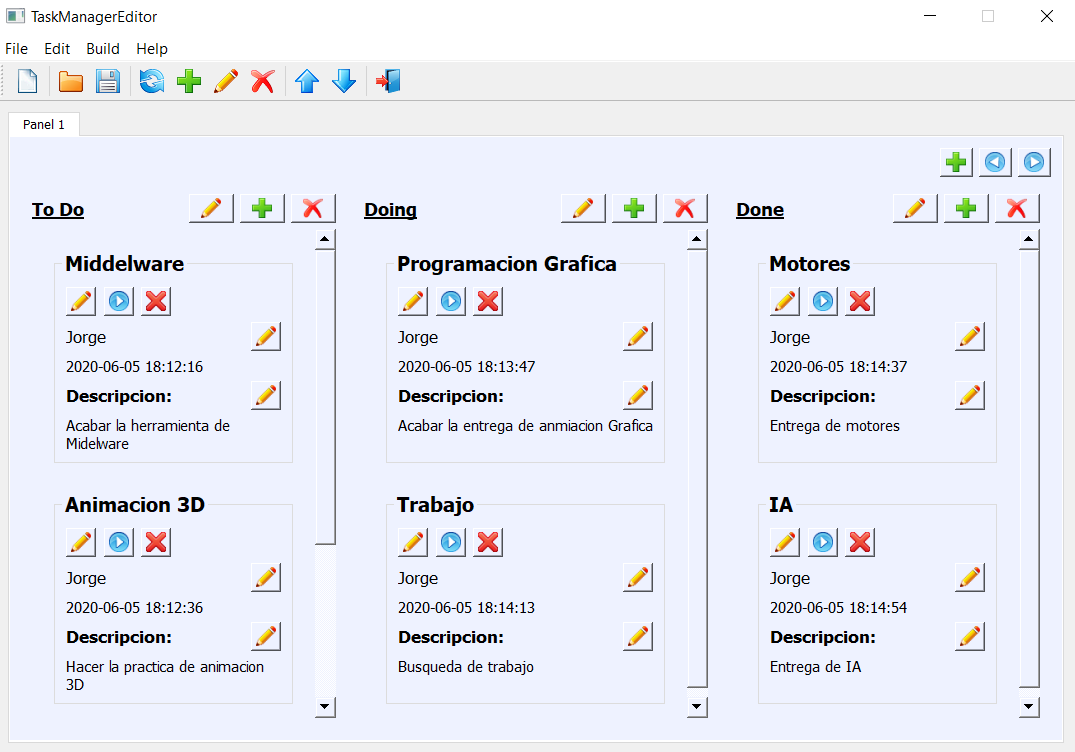 TaskManagerEditor
File Edit Build Help
Panel 1
To Do
Middelware
Jorge
2020-06-05 18:12:16
Descripcion:
Acabar la herramienta de
Midelware
Animacion 3D
Jorge
2020-06-05 18:12:36
Descripcion:
Hacer la practica de animacion
3D
Doing
Programacion Grafica
Jorge
2020-06-05 18:13:47
Descripcion:
Acabar la entrega de anmiacion Grafica
Trabajo
Jorge
2020-06-05 18:14:13
Descripcion:
Busqueda de trabajo
Done
Motores
Jorge
2020-06-05 18:14:37
Descripcion:
Entrega de motores
IA
Jorge
2020-06-05 18:14:54
Descripcion:
Entrega de IA